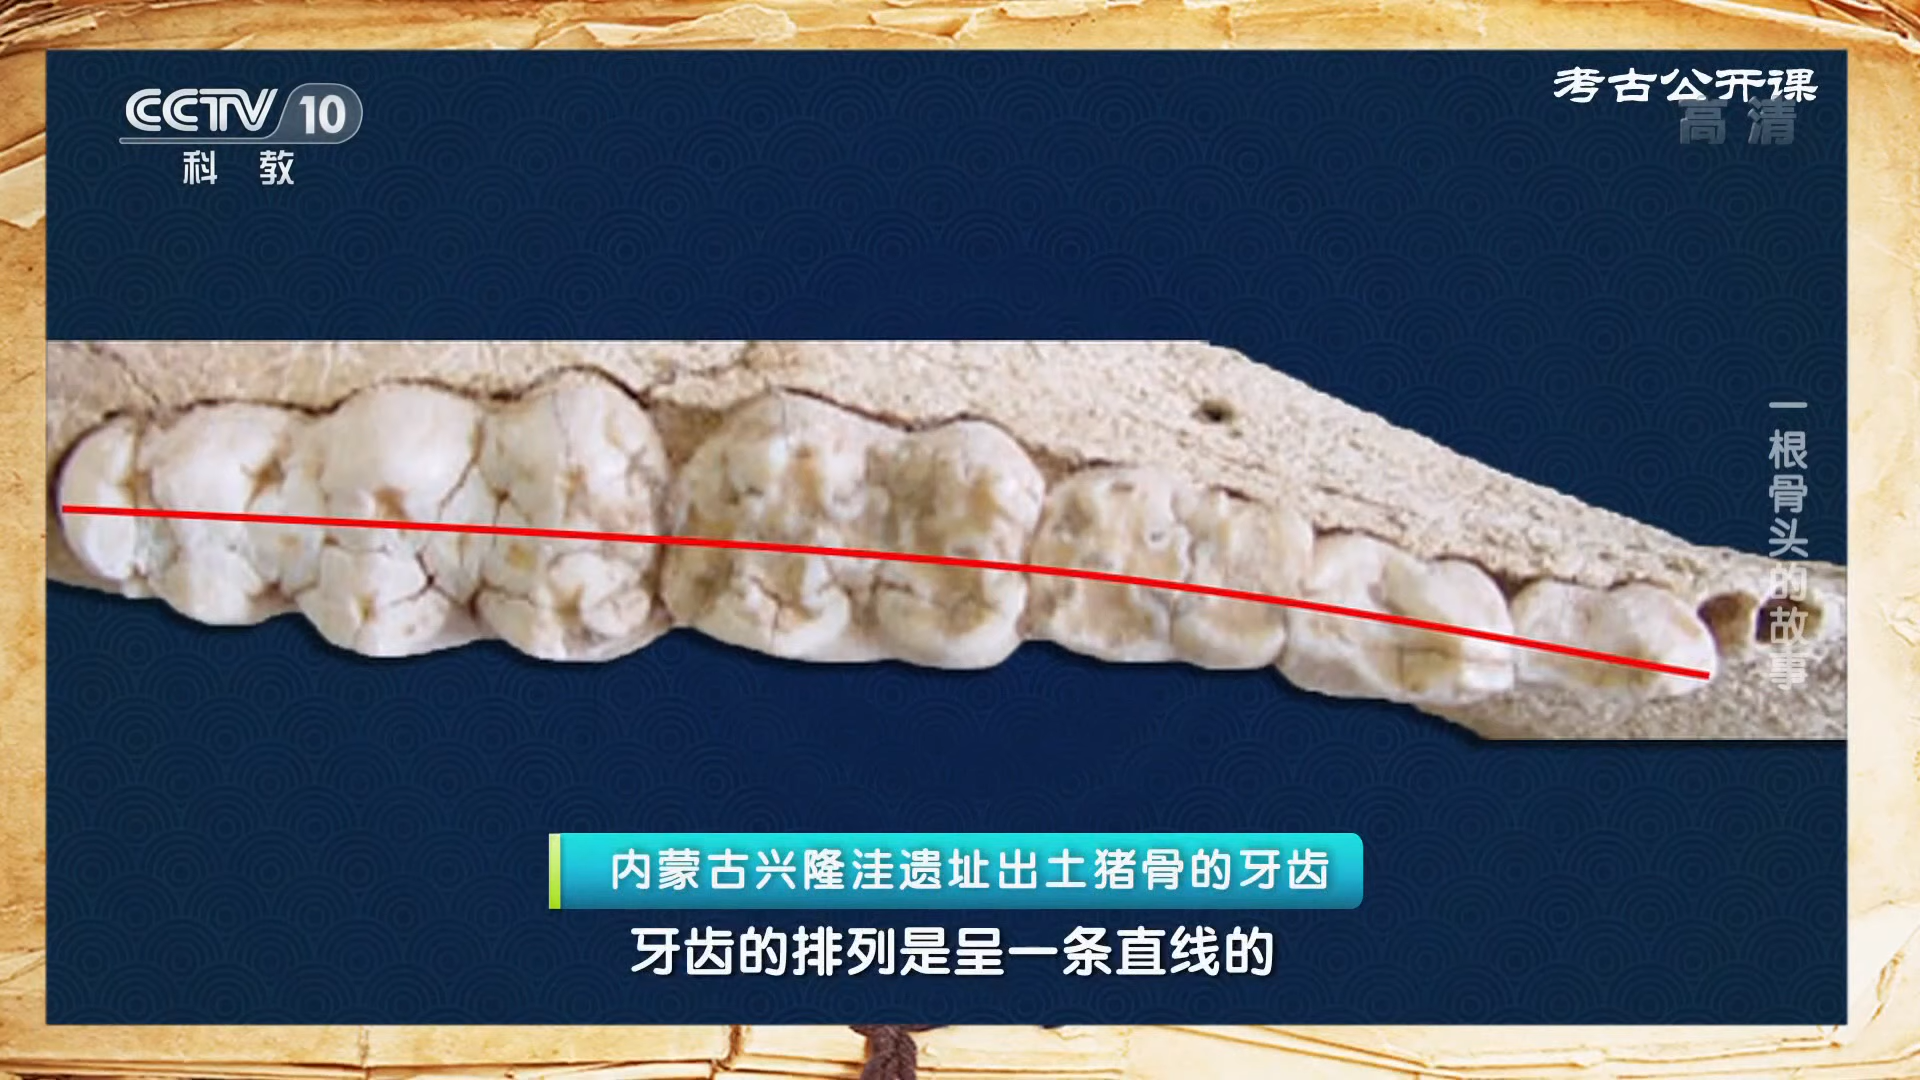 CCTV 10
科教
考古公开课
高清
一根骨头的故事
内蒙古兴隆洼遗址出土猪骨的牙齿
牙齿的排列是呈一条直线的